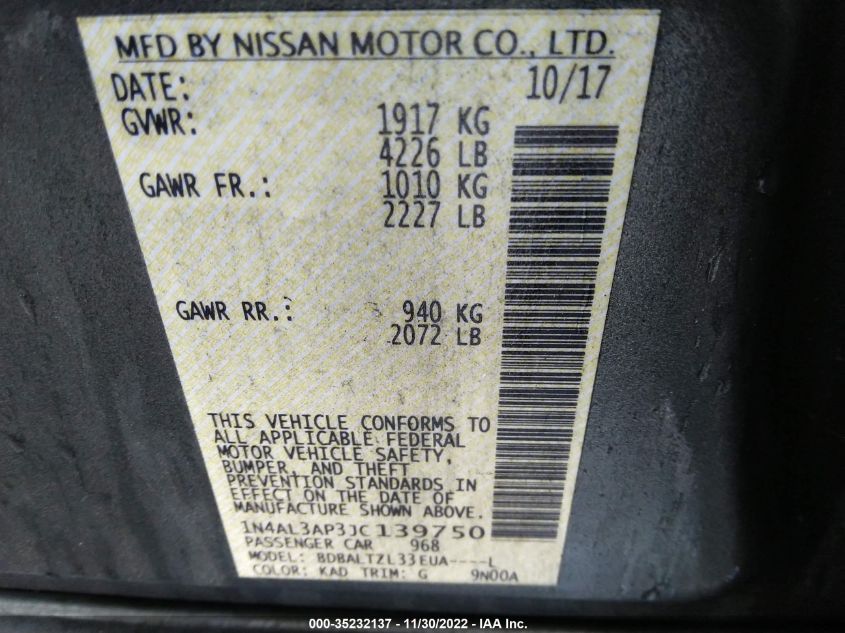 MFD BY NISSAN MOTOR CO., LTD.
DATE: 10/17
GVWR: 1917 KG
4226 LB
GAWR FR.: 1010 KG
2227 LB
GAWR RR.: 940 KG
2072 LB
THIS VEHICLE CONFORMS TO
ALL APPLICABLE FEDERAL
MOTOR VEHICLE SAFETY,
BUMPER, AND THEFT
PREVENTION STANDARDS IN
EFFECT ON THE DATE OF
MANUFACTURE SHOWN ABOVE.
1N4AL3AP3JC139750
PASSENGER CAR 968
MODEL: BDBALTZL33EUA----L
COLOR: KAD TRIM: G 9N00A
000-35232137 - 11/30/2022 - IAA Inc.